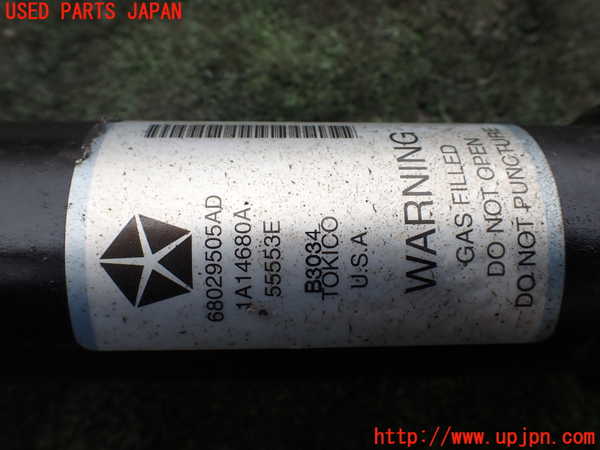 USED PARTS JAPAN
68029505AD
1A14680A
55553E
B3034
TOKICO
U.S.A.
WARNING
GAS FILLED
DO NOT OPEN
DO NOT PUNCTURE
http://www.upjpn.com/